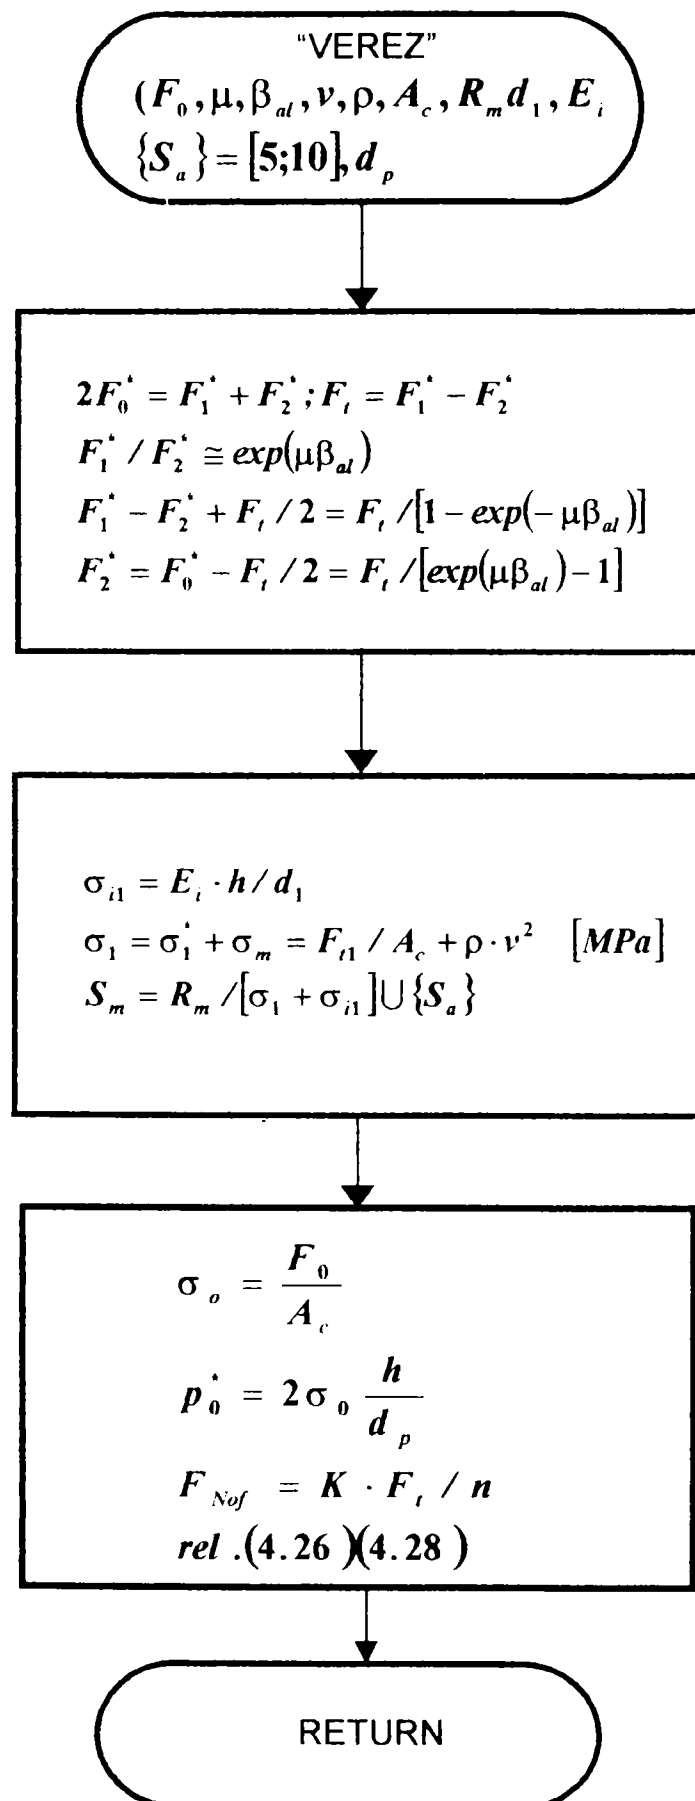 "VEREZ"
(F₀, μ, β_al, ν, ρ, A_c, R_m d₁, E_i
{S_a} = [5;10], d_p
2F₀* = F₁* + F₂* ; F_t = F₁* − F₂*
F₁* / F₂* ≅ exp(μβ_al)
F₁* − F₂* + F_t / 2 = F_t / [1 − exp(− μβ_al)]
F₂* = F₀* − F_t / 2 = F_t / [exp(μβ_al) − 1]
σ_i1 = E_i · h / d₁
σ₁ = σ₁* + σ_m = F_t1 / A_c + ρ · ν² [MPa]
S_m = R_m / [σ₁ + σ_i1] ∪ {S_a}
σ_o = F₀ / A_c
p₀* = 2σ₀ h / d_p
F_Nof = K · F_t / n
rel .(4.26)(4.28)
RETURN